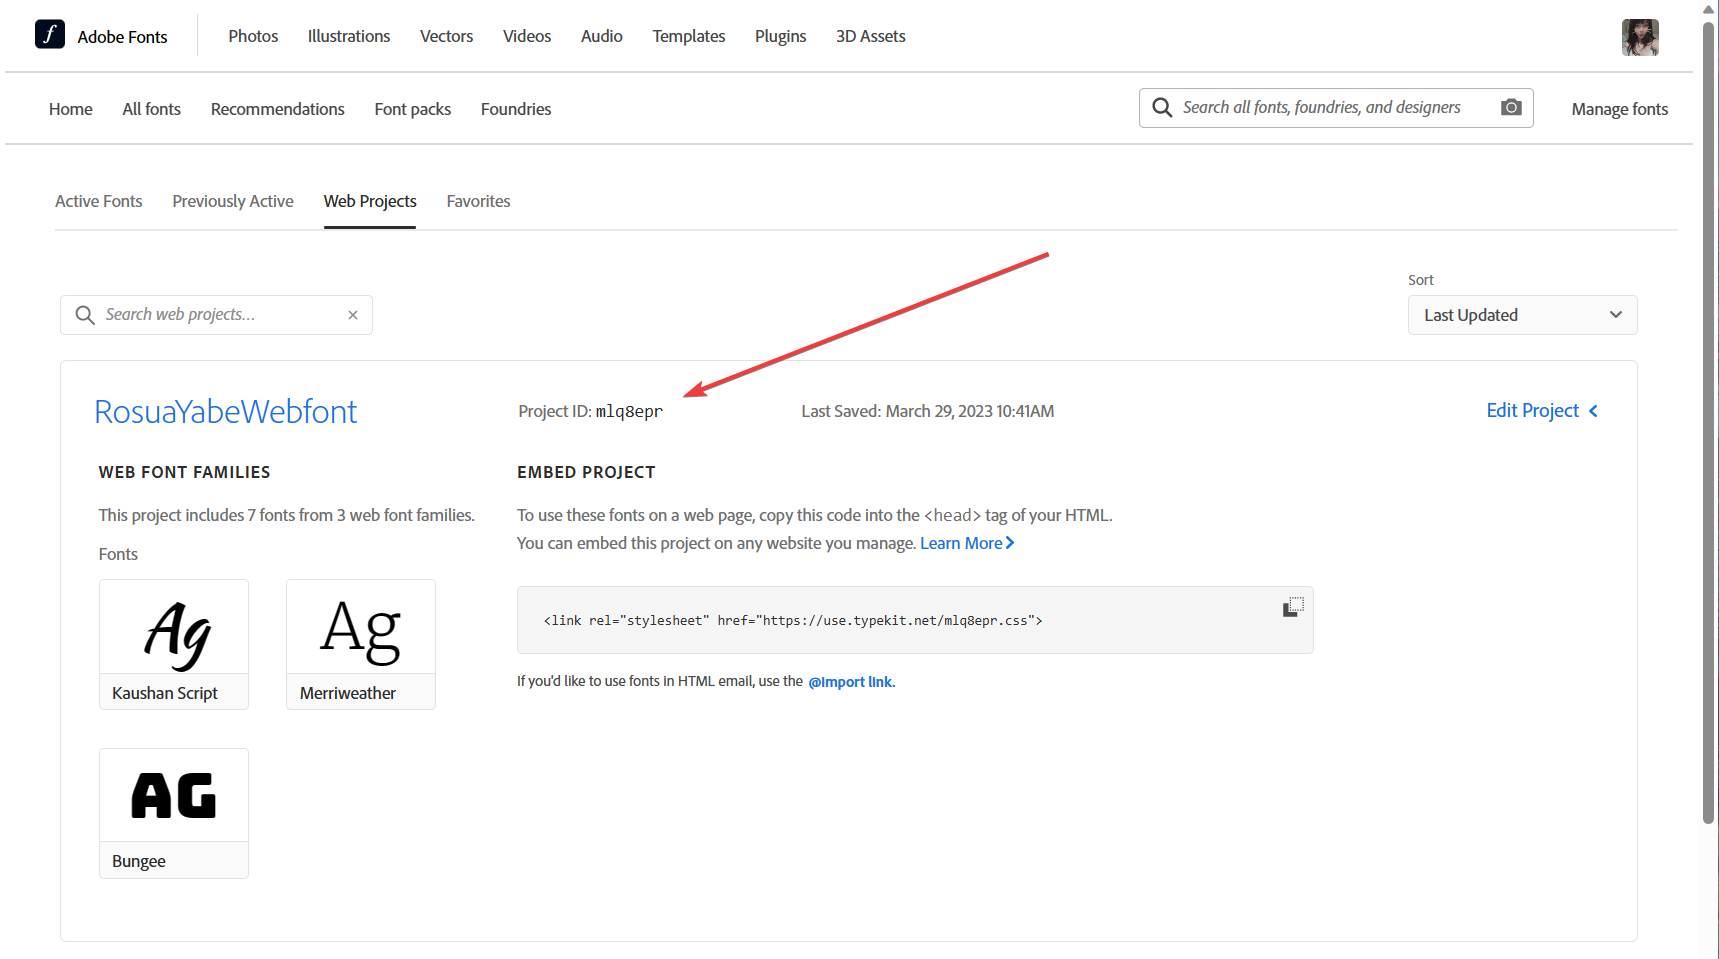 Adobe Fonts Photos Illustrations Vectors Videos Audio Templates Plugins 3D Assets
Home All fonts Recommendations Font packs Foundries Search all fonts, foundries, and designers Manage fonts
Active Fonts Previously Active Web Projects Favorites
Sort
Search web projects... × Last Updated
RosuaYabeWebfont Project ID: mlq8epr Last Saved: March 29, 2023 10:41AM Edit Project
WEB FONT FAMILIES EMBED PROJECT
This project includes 7 fonts from 3 web font families. To use these fonts on a web page, copy this code into the <head> tag of your HTML.
You can embed this project on any website you manage. Learn More
Fonts
Ag Ag
<link rel="stylesheet" href="https://use.typekit.net/mlq8epr.css">
Kaushan Script Merriweather If you'd like to use fonts in HTML email, use the @import link.
AG
Bungee